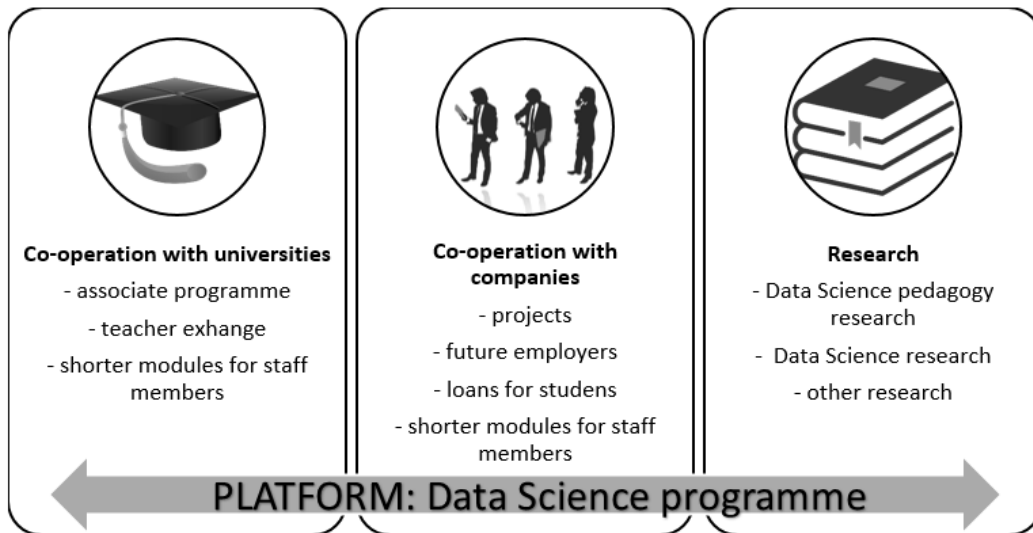 Co-operation with universities
- associate programme
- teacher exhange
- shorter modules for staff
members
Co-operation with
companies
- projects
- future employers
- loans for studens
- shorter modules for staff
members
Research
- Data Science pedagogy
research
- Data Science research
- other research
PLATFORM: Data Science programme